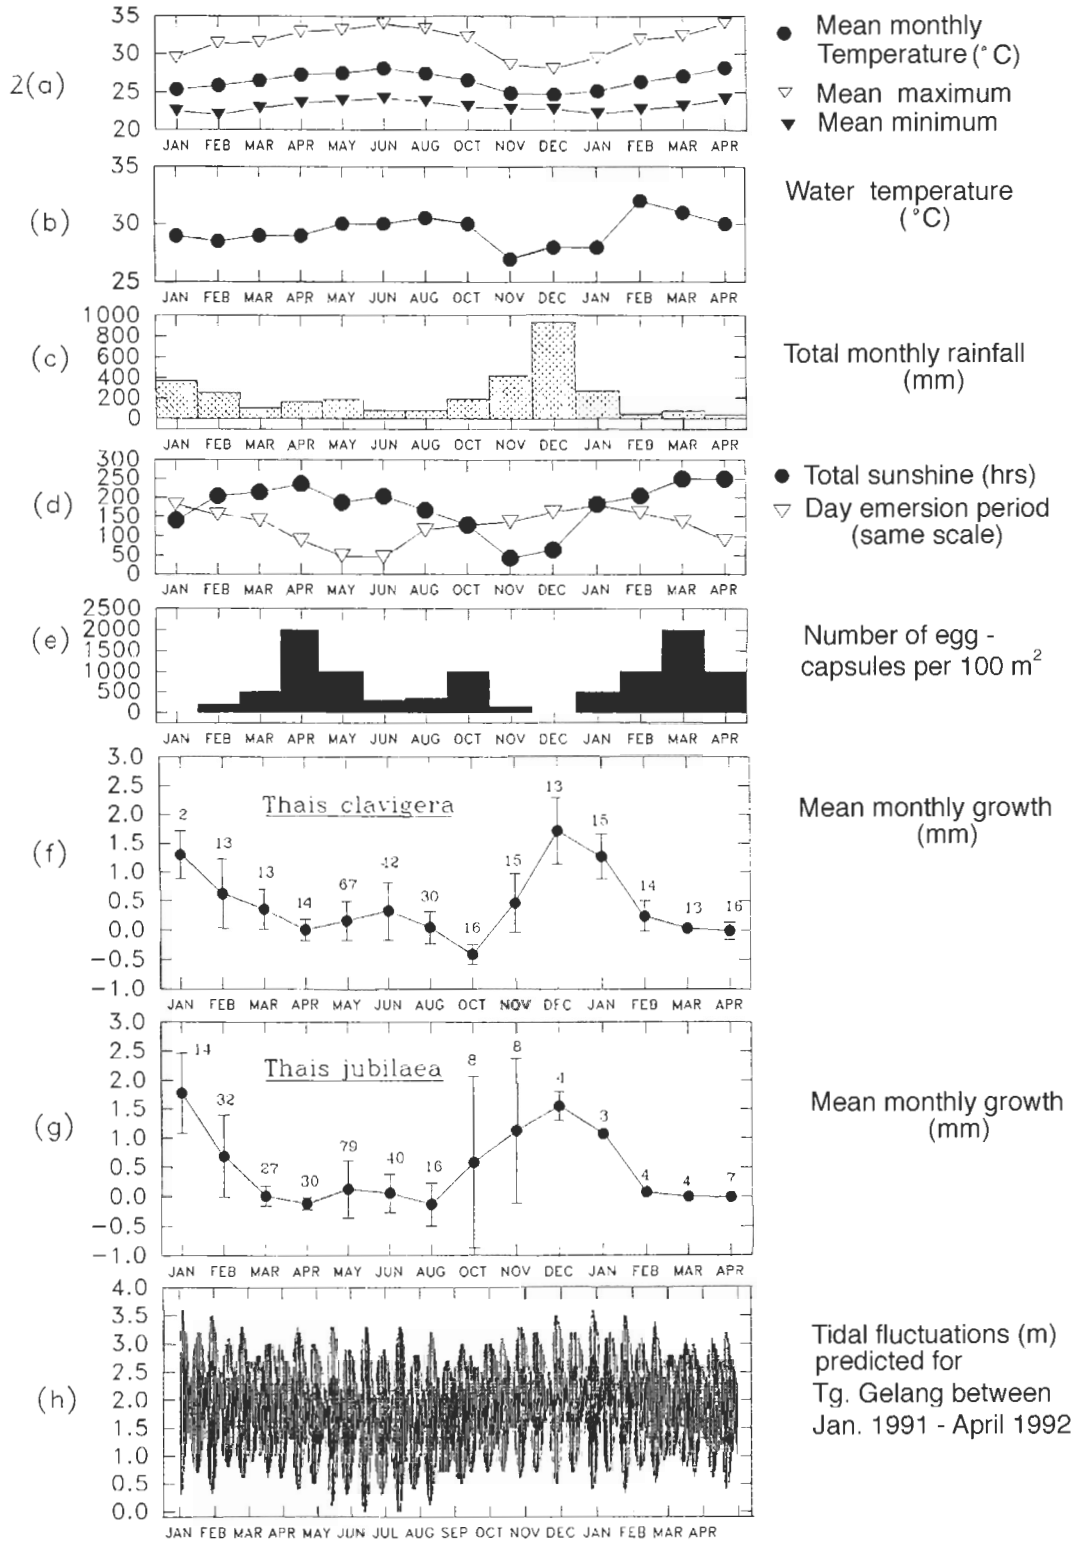 35
30
2(a)
25
20
JAN FEB MAR APR MAY JUN AUG OCT NOV DEC JAN FEB MAR APR
Mean monthly
Temperature (°C)
Mean maximum
Mean minimum
35
(b) 30
25
JAN FEB MAR APR MAY JUN AUG OCT NOV DEC JAN FEB MAR APR
Water temperature
(°C)
1000
800
(c) 600
400
200
0
JAN FEB MAR APR MAY JUN AUG OCT NOV DEC JAN FEB MAR APR
Total monthly rainfall
(mm)
300
250
200
(d) 150
100
50
0
JAN FEB MAR APR MAY JUN AUG OCT NOV DEC JAN FEB MAR APR
Total sunshine (hrs)
Day emersion period
(same scale)
2500
2000
(e) 1500
1000
500
0
JAN FEB MAR APR MAY JUN AUG OCT NOV DEC JAN FEB MAR APR
Number of egg -
capsules per 100 m²
3.0
2.5
2.0
1.5
(f)
1.0
0.5
0.0
−0.5
−1.0
Thais clavigera
2 13 13 14 67 42 30 16 15 13 15 14 13 16
JAN FEB MAR APR MAY JUN AUG OCT NOV DEC JAN FEB MAR APR
Mean monthly growth
(mm)
3.0
2.5
2.0
1.5
(g)
1.0
0.5
0.0
−0.5
−1.0
Thais jubilaea
14 32 27 30 79 40 16 8 8 4 3 4 4 7
JAN FEB MAR APR MAY JUN AUG OCT NOV DEC JAN FEB MAR APR
Mean monthly growth
(mm)
4.0
3.5
3.0
2.5
(h) 2.0
1.5
1.0
0.5
0.0
JAN FEB MAR APR MAY JUN JUL AUG SEP OCT NOV DEC JAN FEB MAR APR
Tidal fluctuations (m)
predicted for
Tg. Gelang between
Jan. 1991 - April 1992